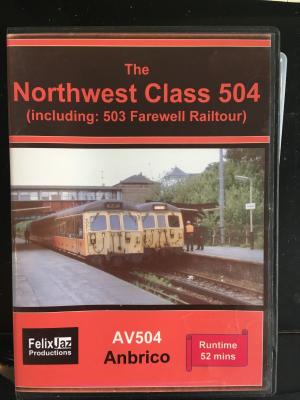 The
Northwest Class 504
(including: 503 Farewell Railtour)
FelixJaz
Productions
AV504
Anbrico
Runtime
52 mins